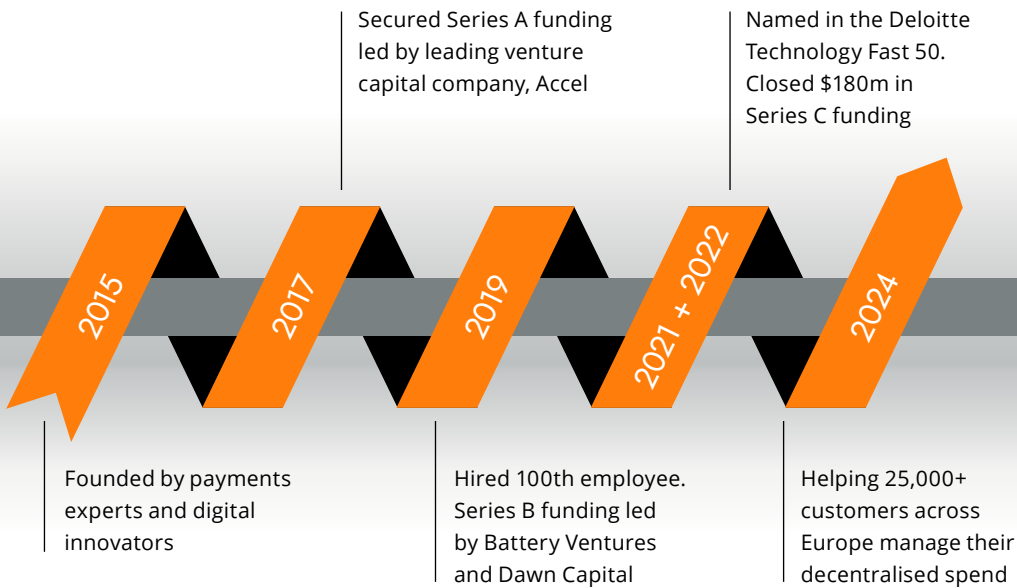 Secured Series A funding
led by leading venture
capital company, Accel
Named in the Deloitte
Technology Fast 50.
Closed $180m in
Series C funding
2015
2017
2019
2021 + 2022
2024
Founded by payments
experts and digital
innovators
Hired 100th employee.
Series B funding led
by Battery Ventures
and Dawn Capital
Helping 25,000+
customers across
Europe manage their
decentralised spend